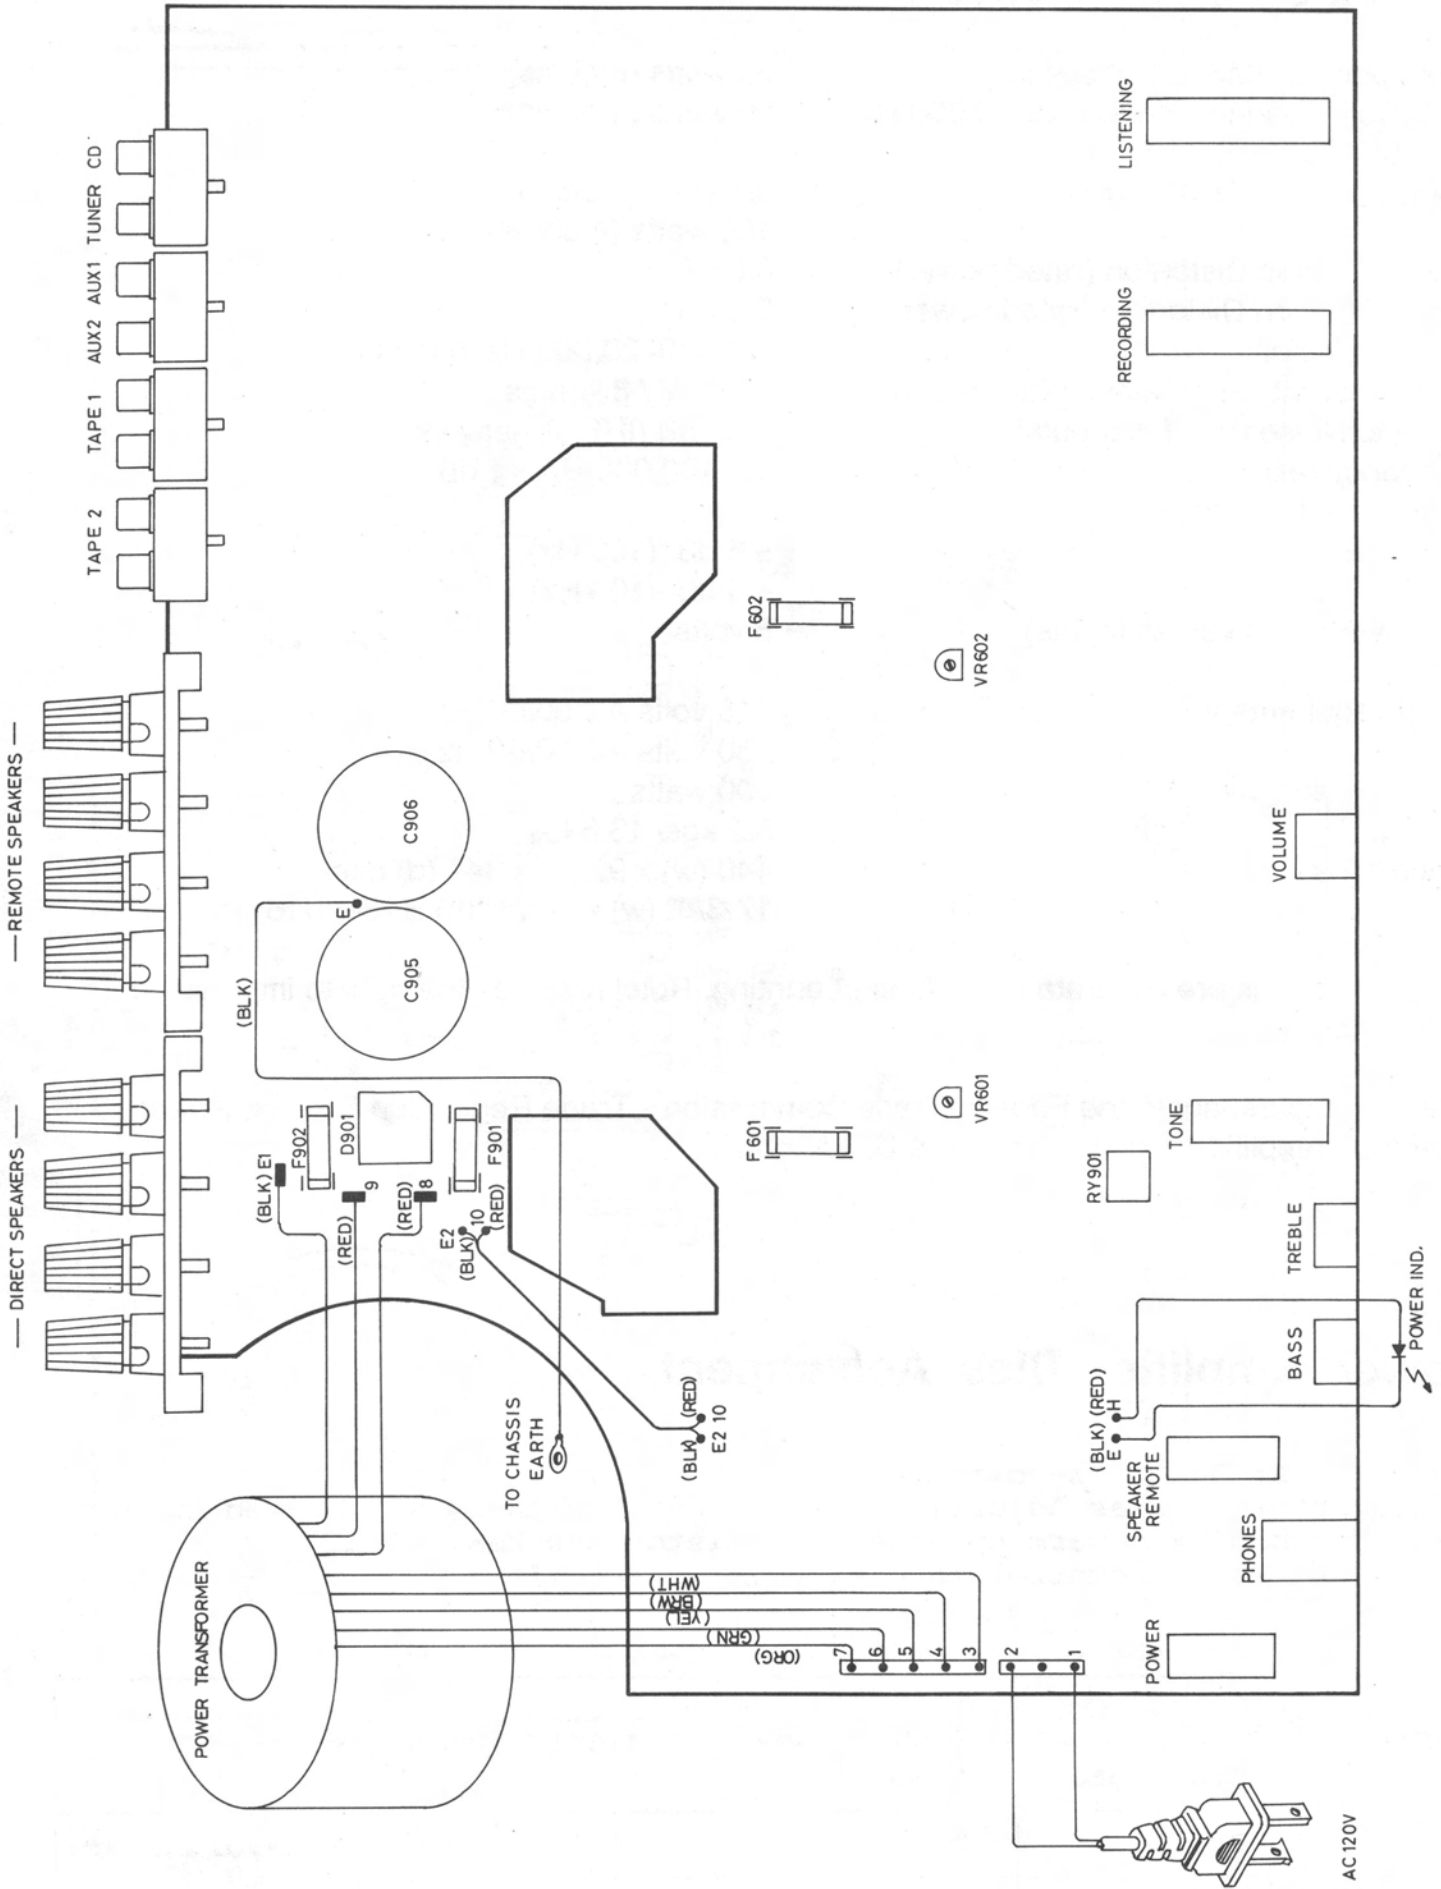 DIRECT SPEAKERS
REMOTE SPEAKERS
TAPE 2
TAPE 1
AUX2
AUX1
TUNER
CD
POWER TRANSFORMER
(BLK)
E1
F902
D901
(RED)
9
(RED)
8
F901
E2
10
(BLK)
(RED)
(BLK)
E
C905
C906
TO CHASSIS
EARTH
(BLK)
(RED)
E2
10
(WHT)
(BRW)
(YEL)
(GRN)
(ORG)
7
6
5
4
3
2
1
F601
VR601
F602
VR602
RY901
(BLK)
(RED)
E
H
POWER
PHONES
SPEAKER
REMOTE
BASS
TREBLE
TONE
VOLUME
RECORDING
LISTENING
POWER IND.
AC 120V